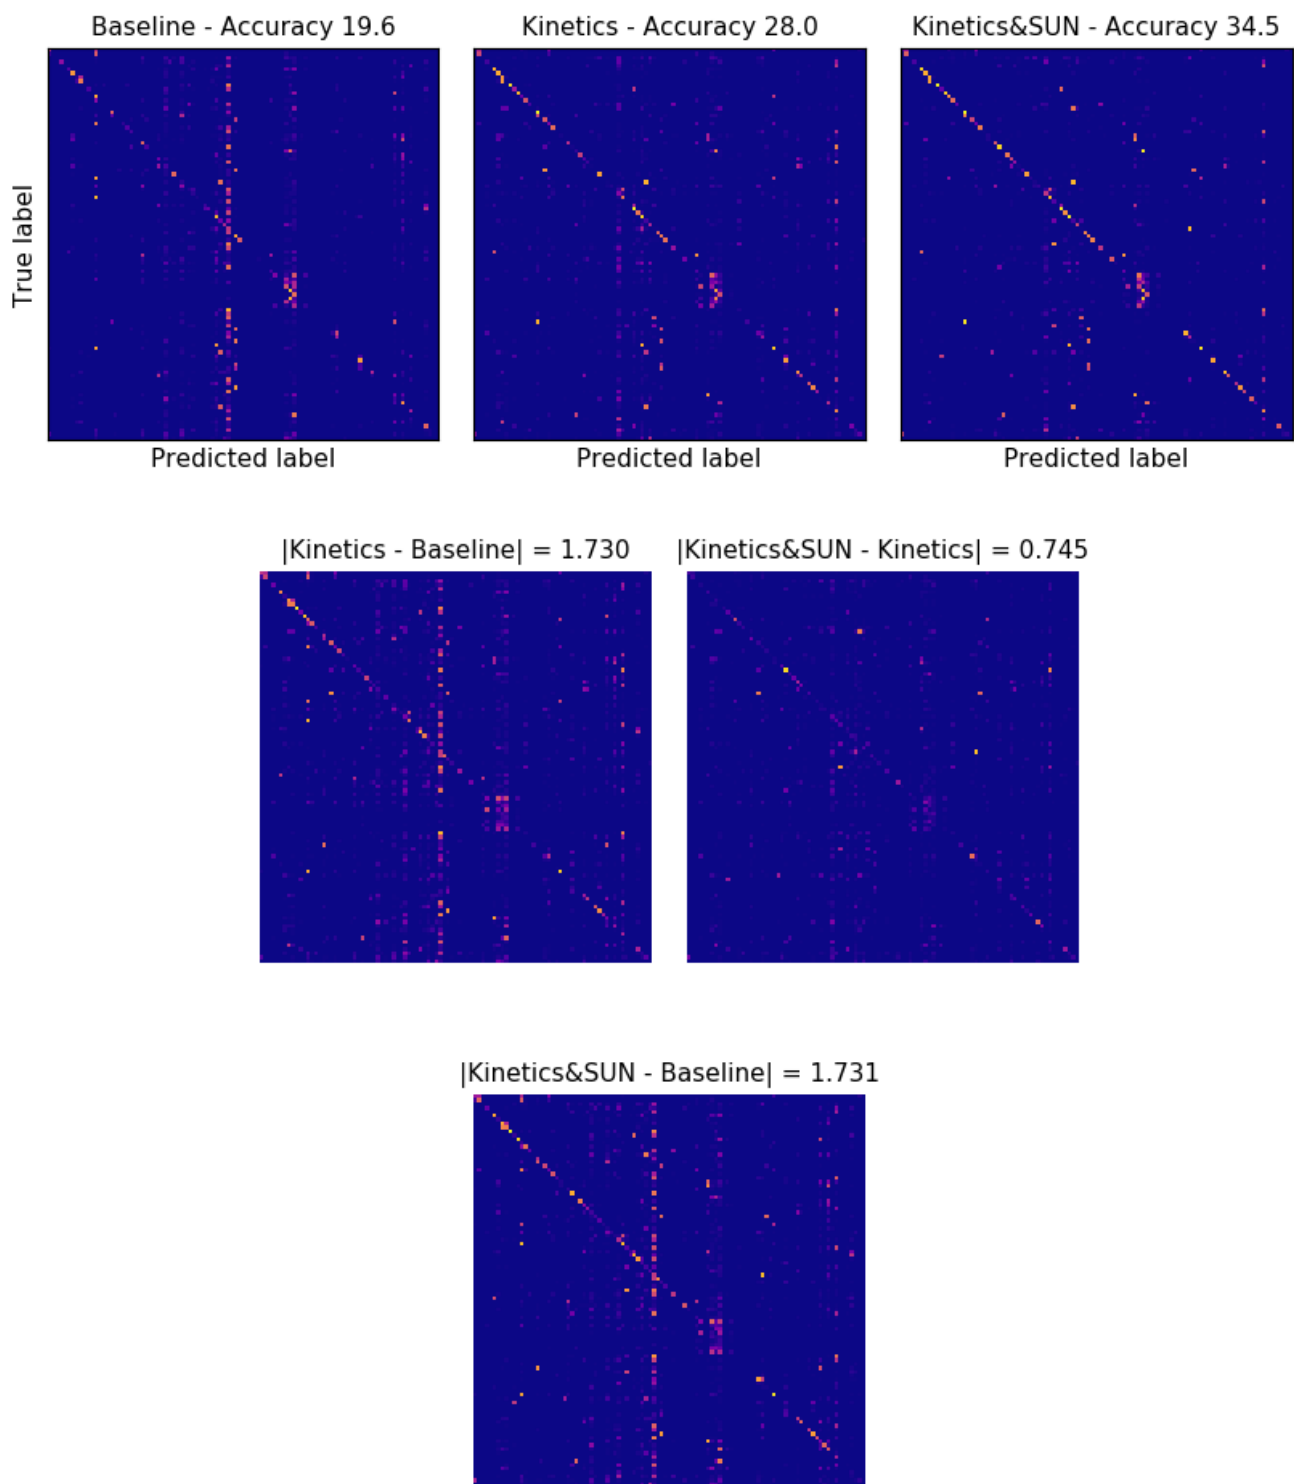 Baseline - Accuracy 19.6
Kinetics - Accuracy 28.0
Kinetics&SUN - Accuracy 34.5
True label
Predicted label
Predicted label
Predicted label
|Kinetics - Baseline| = 1.730
|Kinetics&SUN - Kinetics| = 0.745
|Kinetics&SUN - Baseline| = 1.731